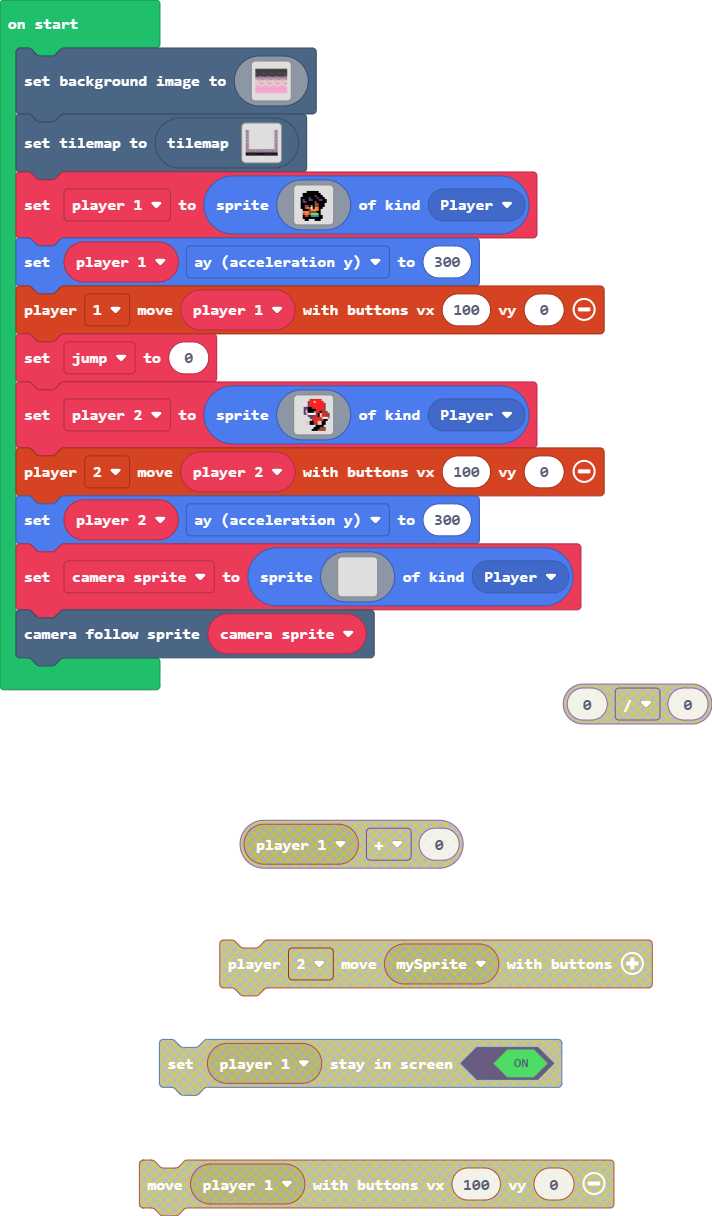 on start
set background image to
set tilemap to tilemap
set player 1 to sprite of kind Player
set player 1 ay (acceleration y) to 300
player 1 move player 1 with buttons vx 100 vy 0
set jump to 0
set player 2 to sprite of kind Player
player 2 move player 2 with buttons vx 100 vy 0
set player 2 ay (acceleration y) to 300
set camera sprite to sprite of kind Player
camera follow sprite camera sprite
0 / 0
player 1 + 0
player 2 move mySprite with buttons
set player 1 stay in screen ON
move player 1 with buttons vx 100 vy 0